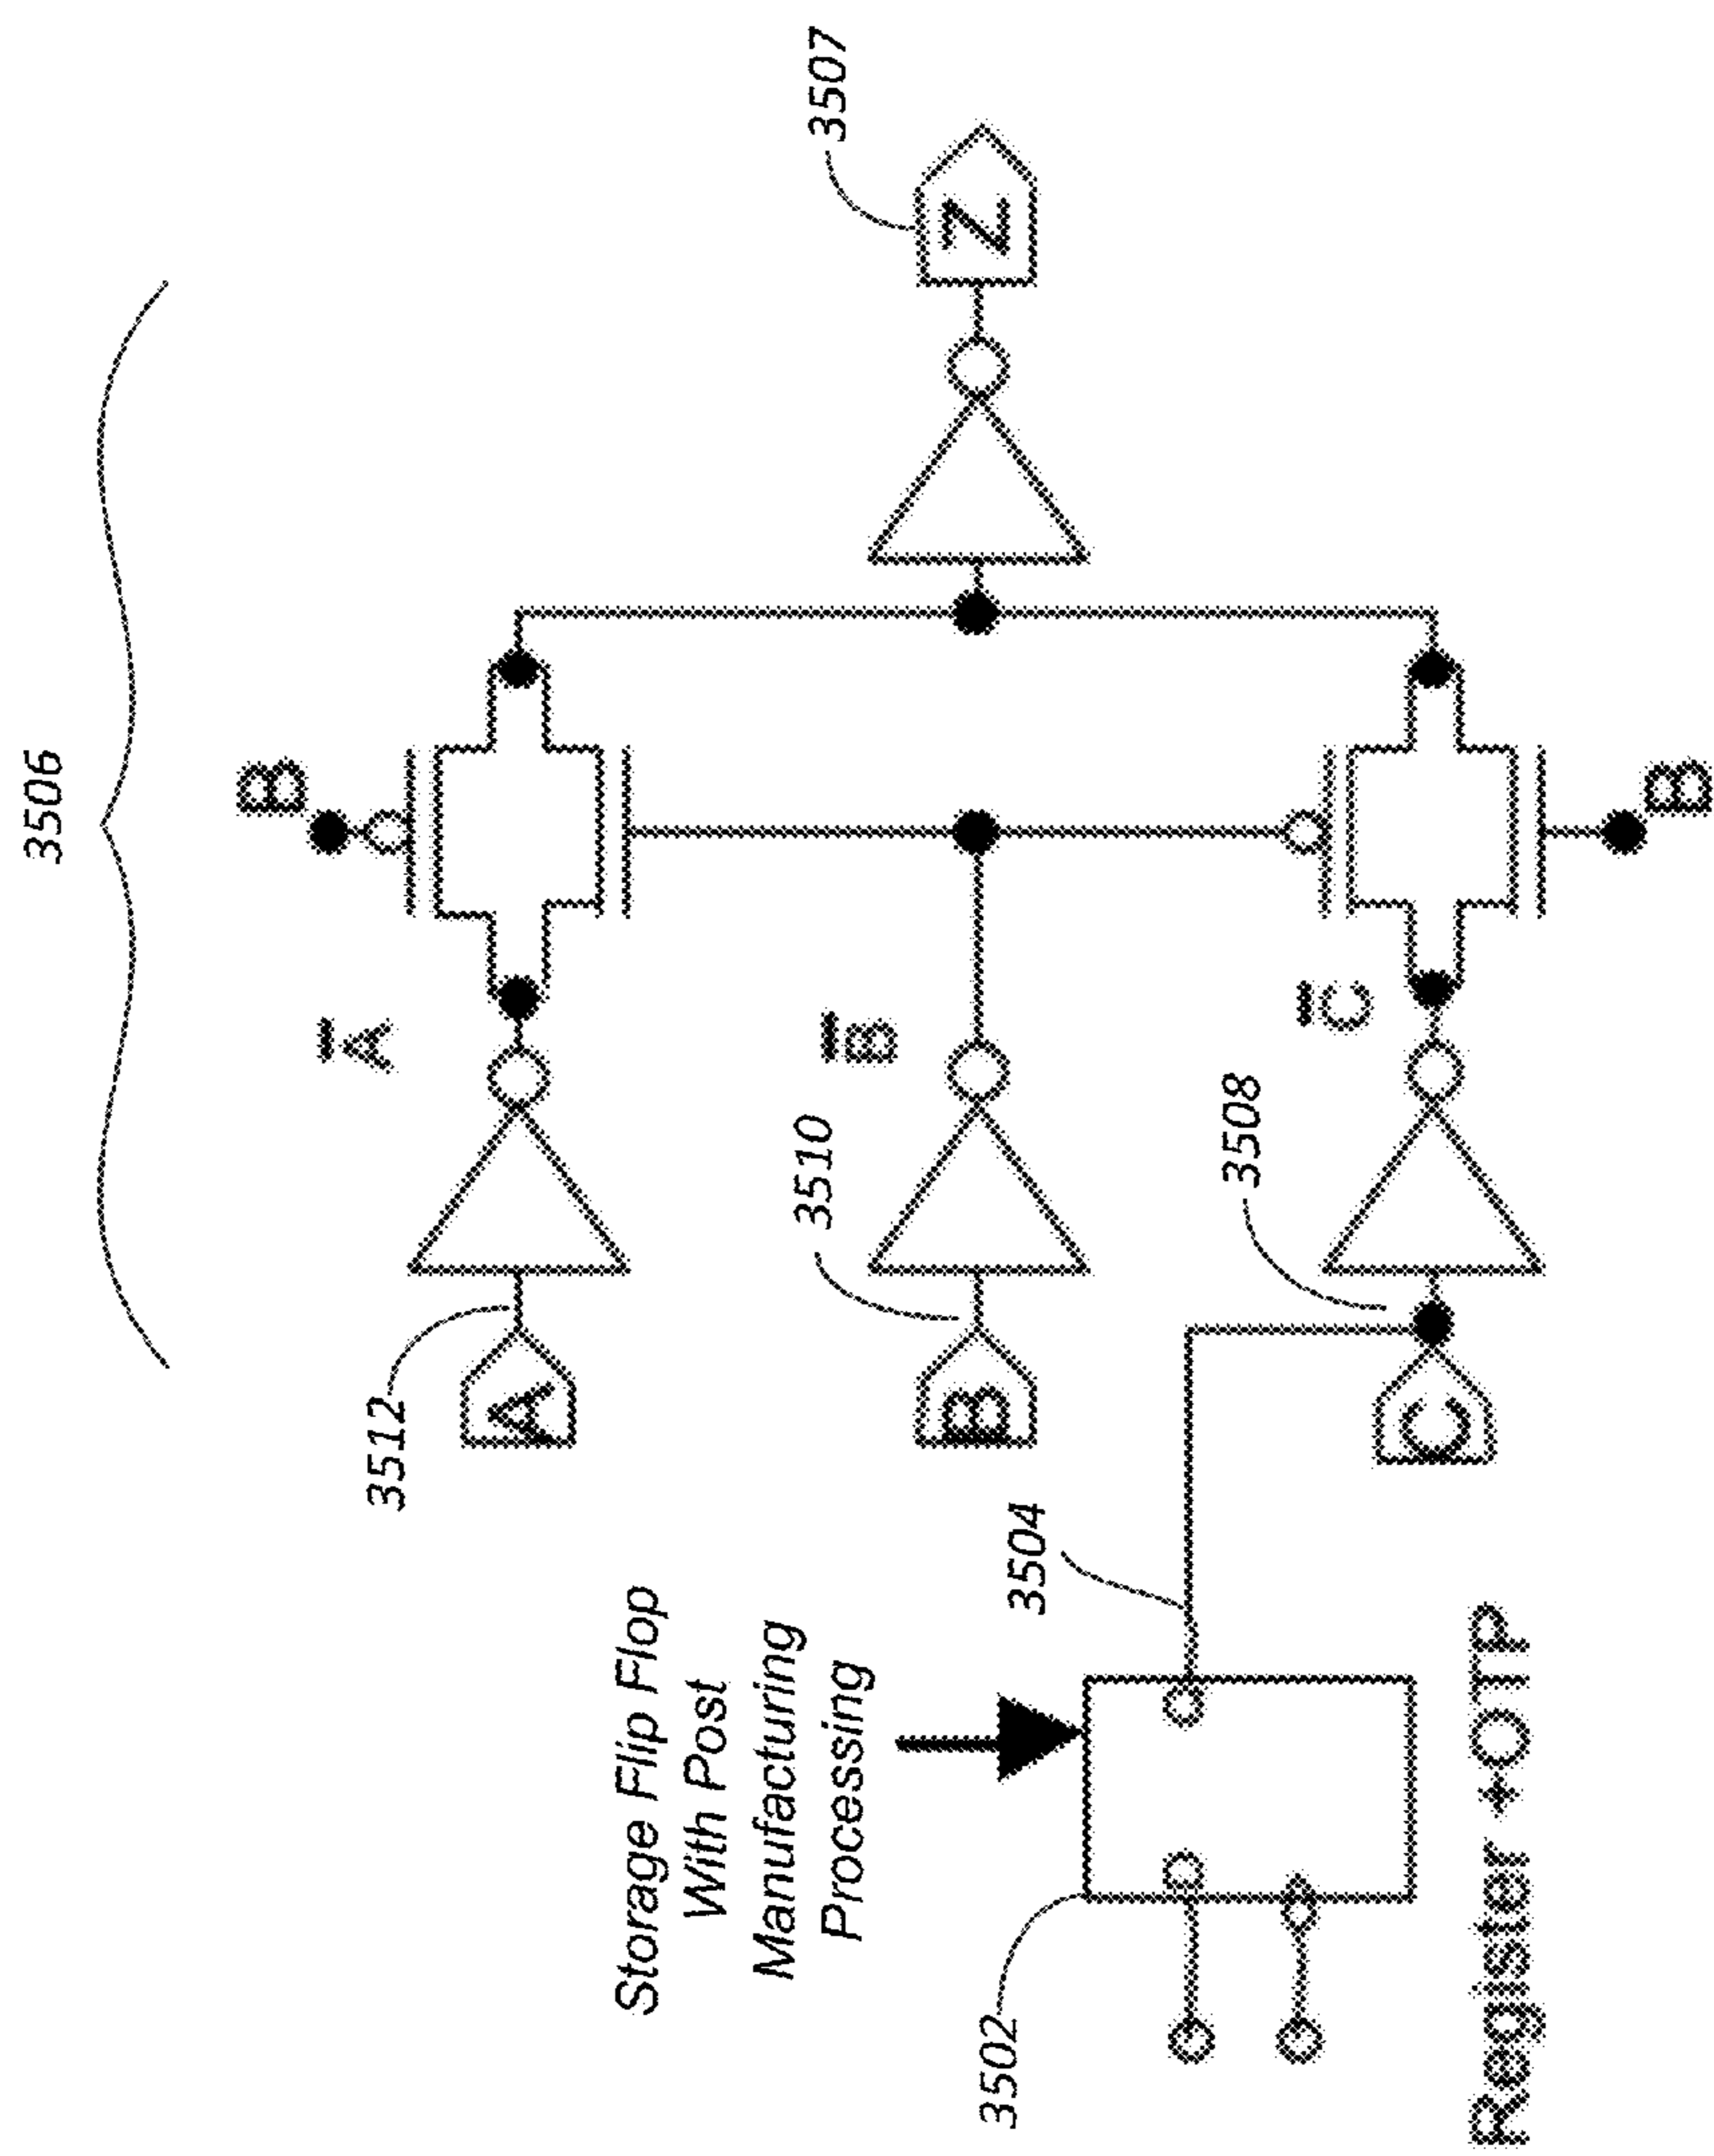 3506
B
3507
3512
A
A
3510
B
B
Z
Storage Flip Flop
With Post
Manufacturing
Processing
3504
3508
C
C
B
3502
Register +OTP